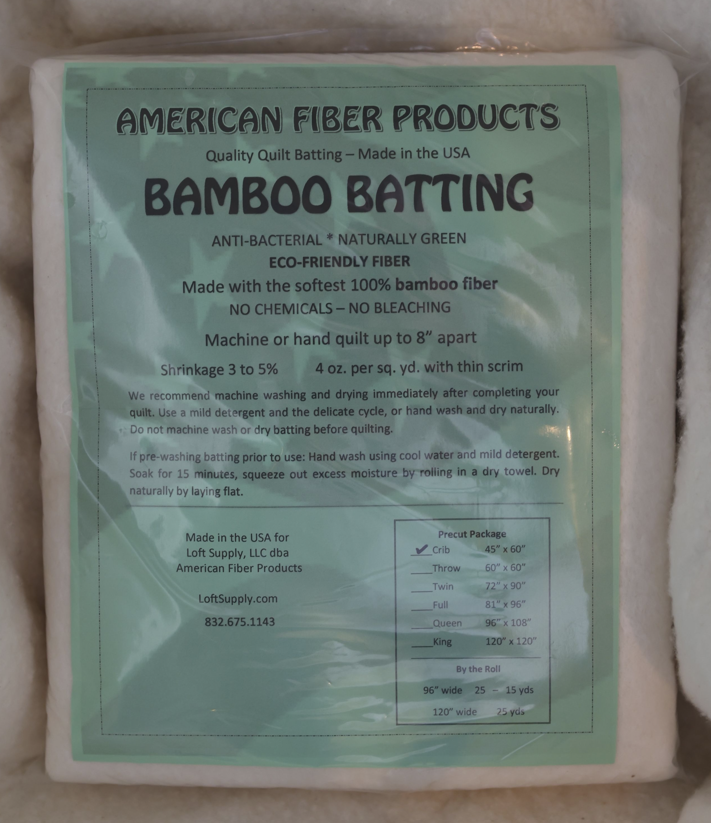 AMERICAN FIBER PRODUCTS
Quality Quilt Batting – Made in the USA
BAMBOO BATTING
ANTI-BACTERIAL * NATURALLY GREEN
ECO-FRIENDLY FIBER
Made with the softest 100% bamboo fiber
NO CHEMICALS – NO BLEACHING
Machine or hand quilt up to 8” apart
Shrinkage 3 to 5% 4 oz. per sq. yd. with thin scrim
We recommend machine washing and drying immediately after completing your
quilt. Use a mild detergent and the delicate cycle, or hand wash and dry naturally.
Do not machine wash or dry batting before quilting.
If pre-washing batting prior to use: Hand wash using cool water and mild detergent.
Soak for 15 minutes, squeeze out excess moisture by rolling in a dry towel. Dry
naturally by laying flat.
Made in the USA for
Loft Supply, LLC dba
American Fiber Products
LoftSupply.com
832.675.1143
Precut Package
✔ Crib 45” x 60”
____Throw 60” x 60”
____Twin 72” x 90”
____Full 81” x 96”
____Queen 96” x 108”
____King 120” x 120”
By the Roll
96” wide 25 – 15 yds
120” wide 25 yds